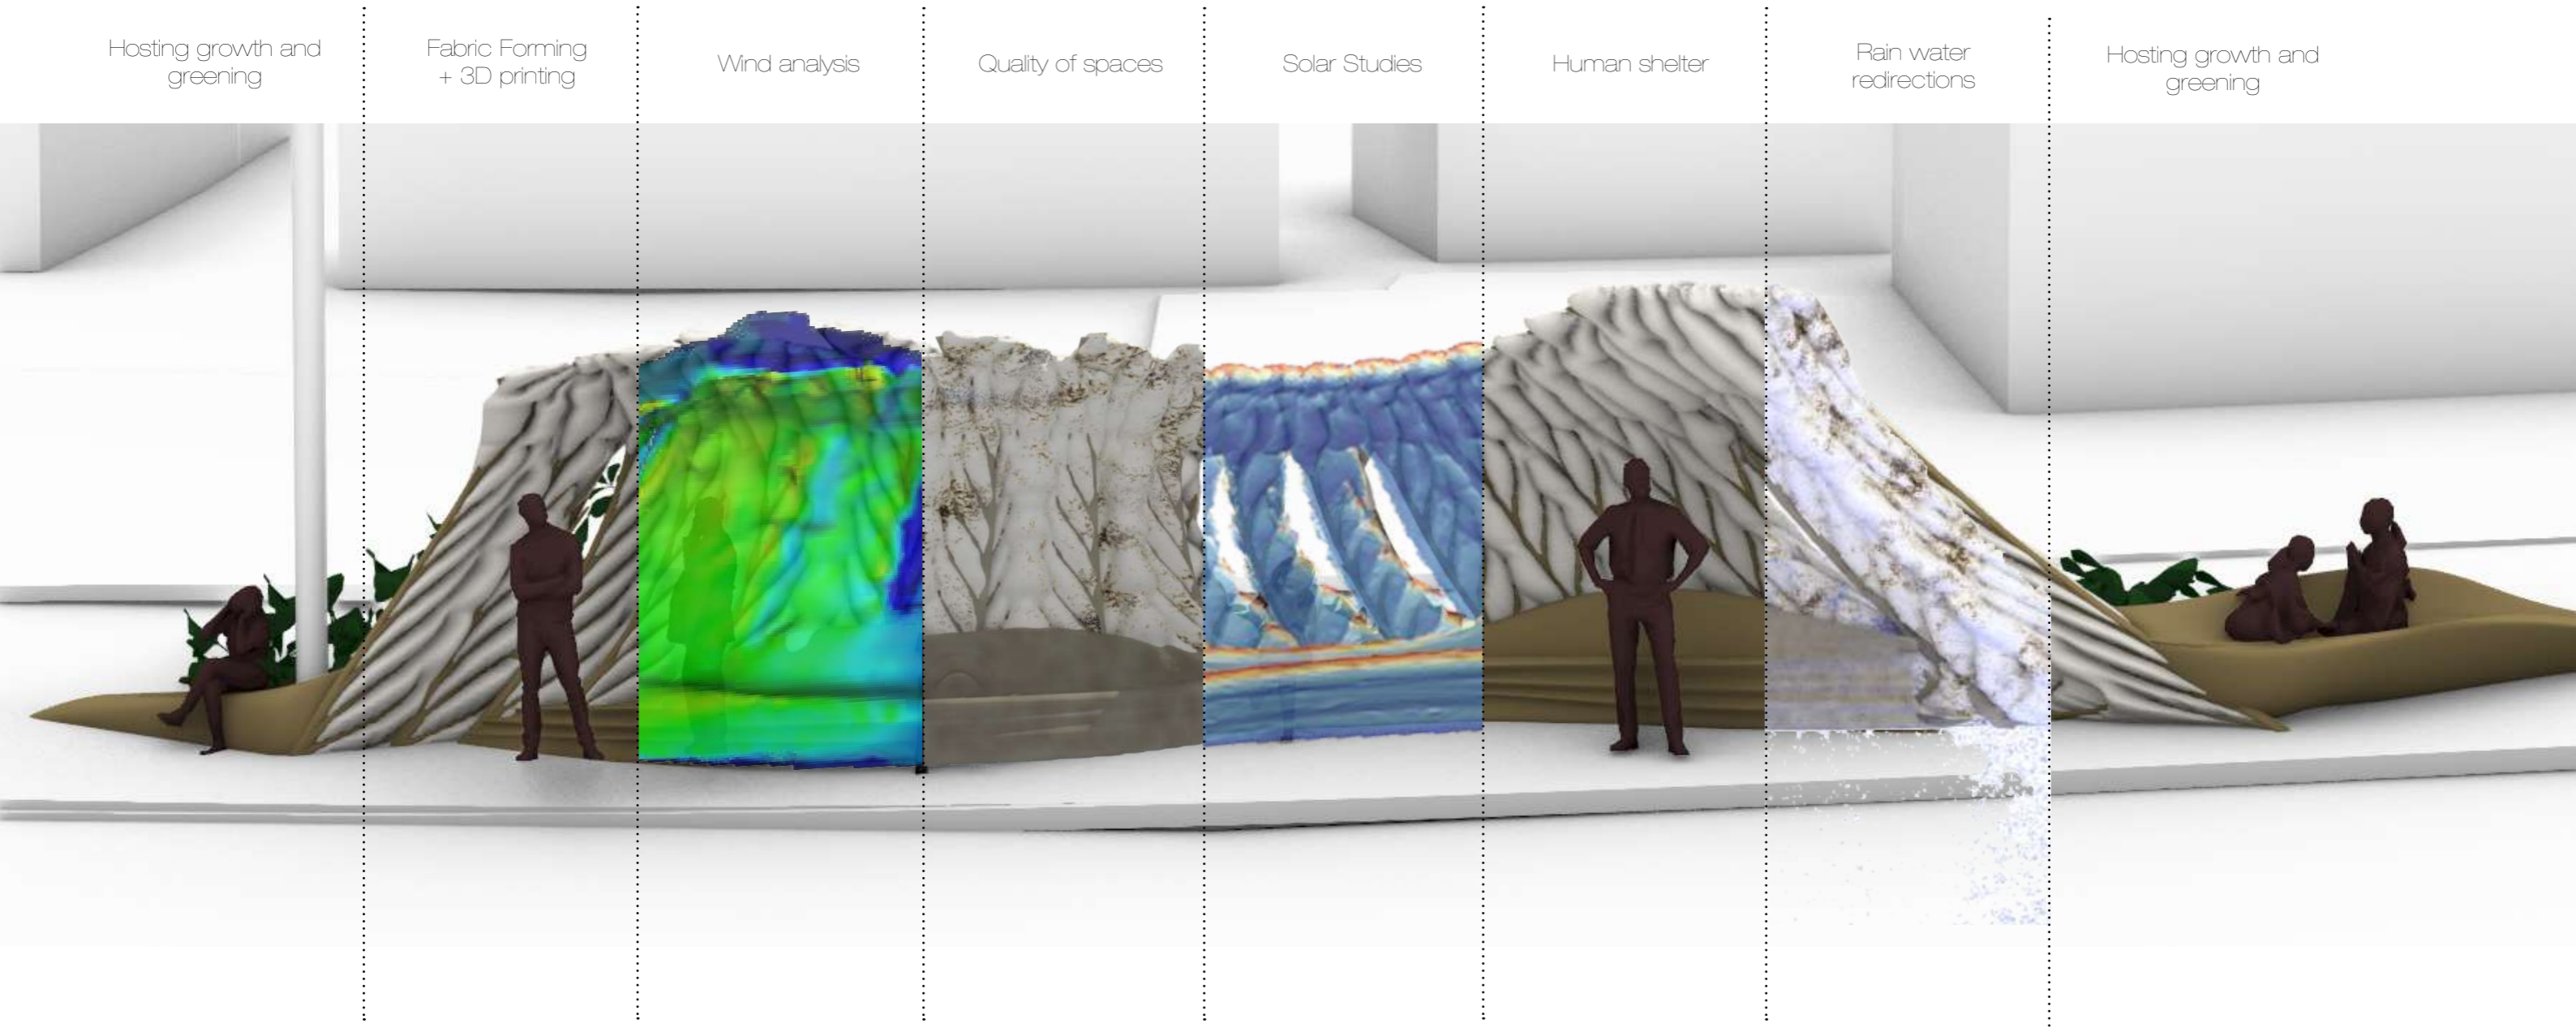 Hosting growth and
greening
Fabric Forming
+ 3D printing
Wind analysis
Quality of spaces
Solar Studies
Human shelter
Rain water
redirections
Hosting growth and
greening